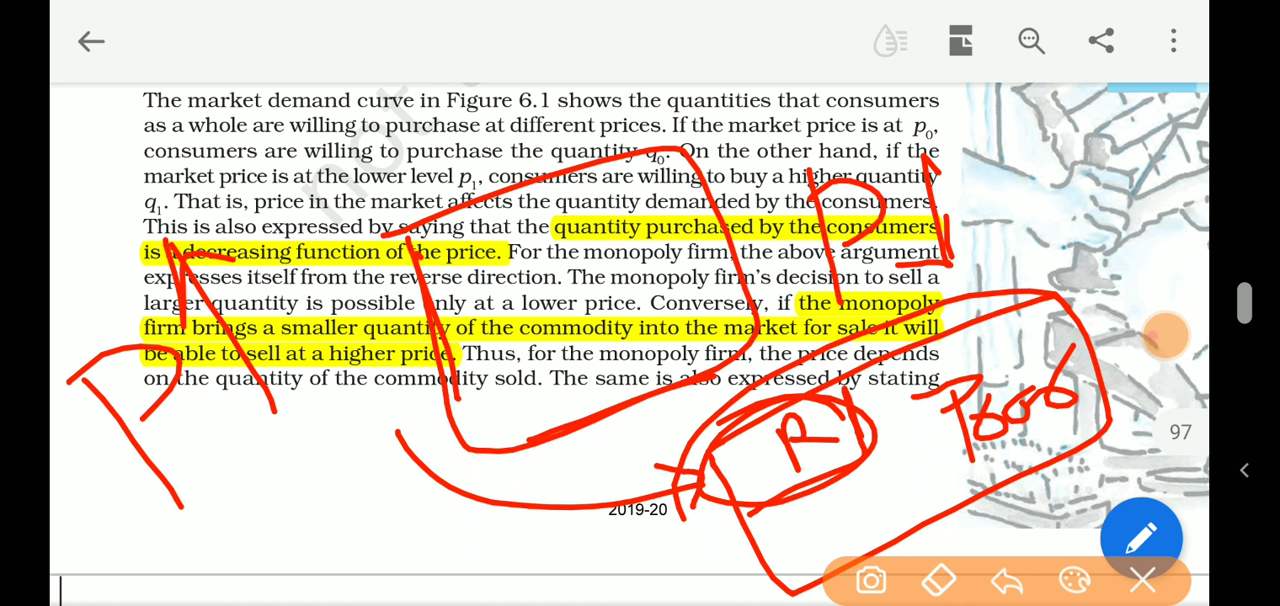 The market demand curve in Figure 6.1 shows the quantities that consumers
as a whole are willing to purchase at different prices. If the market price is at p₀,
consumers are willing to purchase the quantity q₀. On the other hand, if the
market price is at the lower level p₁, consumers are willing to buy a higher quantity
q₁. That is, price in the market affects the quantity demanded by the consumers.
This is also expressed by saying that the quantity purchased by the consumers
is a decreasing function of the price. For the monopoly firm, the above argument
expresses itself from the reverse direction. The monopoly firm's decision to sell a
larger quantity is possible only at a lower price. Conversely, if the monopoly
firm brings a smaller quantity of the commodity into the market for sale it will
be able to sell at a higher price. Thus, for the monopoly firm, the price depends
on the quantity of the commodity sold. The same is also expressed by stating
97
2019-20